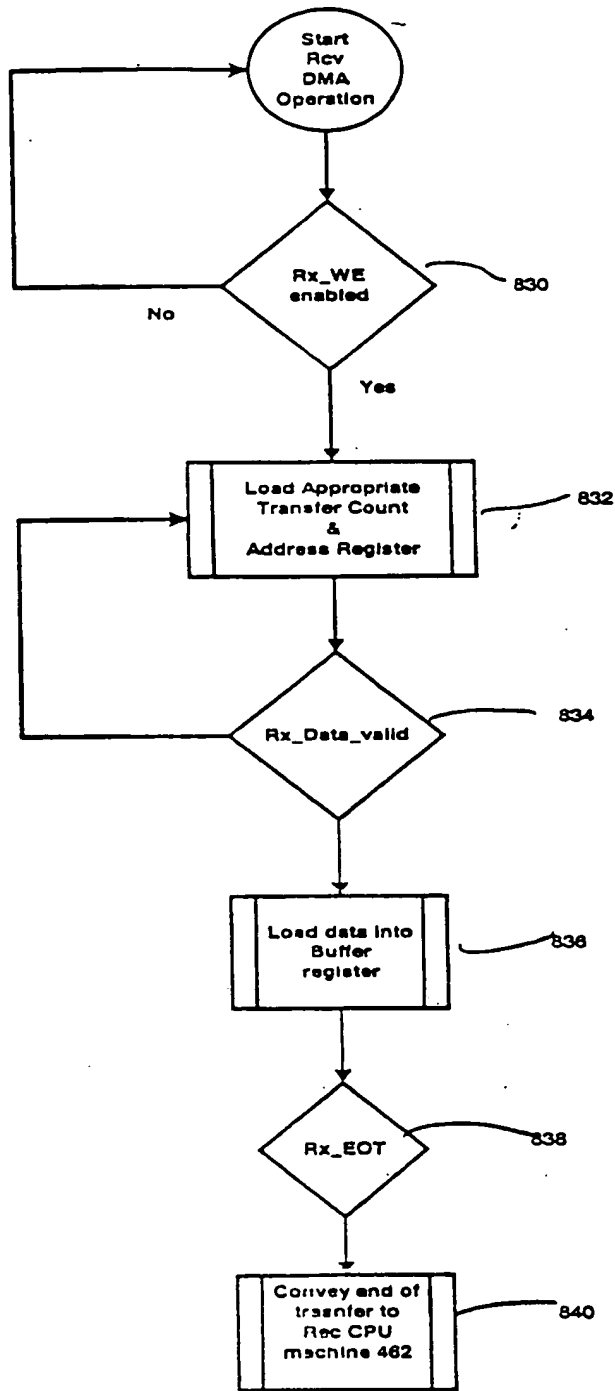 Start
Rcv
DMA
Operation
Rx_WE
enabled
830
No
Yes
Load Appropriate
Transfer Count
&
Address Register
832
Rx_Data_valid
834
Load data into
Buffer
register
836
Rx_EOT
838
Convey end of
trasnfer to
Rec CPU
machine 462
840